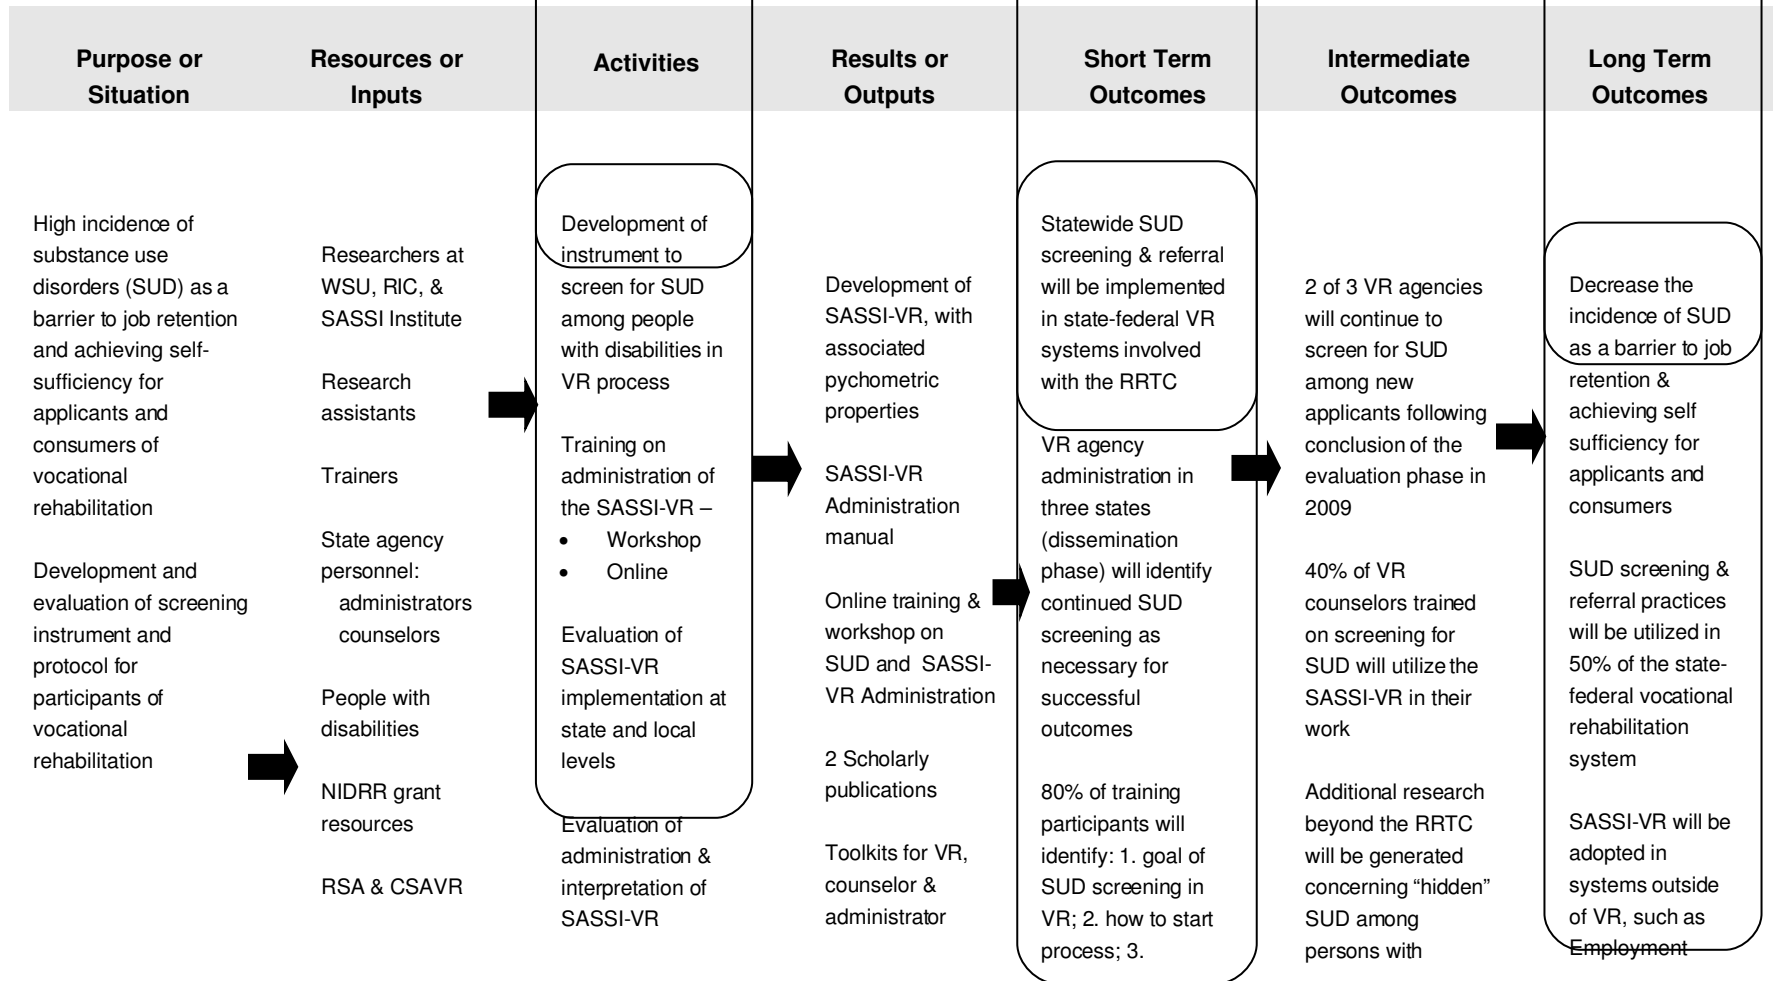 Purpose or
Situation
Resources or
Inputs
Activities
Results or
Outputs
Short Term
Outcomes
Intermediate
Outcomes
Long Term
Outcomes
High incidence of
substance use
disorders (SUD) as a
barrier to job retention
and achieving self-
sufficiency for
applicants and
consumers of
vocational
rehabilitation
Development and
evaluation of screening
instrument and
protocol for
participants of
vocational
rehabilitation
Researchers at
WSU, RIC, &
SASSI Institute
Research
assistants
Trainers
State agency
personnel:
administrators
counselors
People with
disabilities
NIDRR grant
resources
RSA & CSAVR
Development of
instrument to
screen for SUD
among people
with disabilities in
VR process
Training on
administration of
the SASSI-VR –
• Workshop
• Online
Evaluation of
SASSI-VR
implementation at
state and local
levels
Evaluation of
administration &
interpretation of
SASSI-VR
Development of
SASSI-VR, with
associated
pychometric
properties
SASSI-VR
Administration
manual
Online training &
workshop on
SUD and SASSI-
VR Administration
2 Scholarly
publications
Toolkits for VR,
counselor &
administrator
Statewide SUD
screening & referral
will be implemented
in state-federal VR
systems involved
with the RRTC
VR agency
administration in
three states
(dissemination
phase) will identify
continued SUD
screening as
necessary for
successful
outcomes
80% of training
participants will
identify: 1. goal of
SUD screening in
VR; 2. how to start
process; 3.
2 of 3 VR agencies
will continue to
screen for SUD
among new
applicants following
conclusion of the
evaluation phase in
2009
40% of VR
counselors trained
on screening for
SUD will utilize the
SASSI-VR in their
work
Additional research
beyond the RRTC
will be generated
concerning “hidden”
SUD among
persons with
Decrease the
incidence of SUD
as a barrier to job
retention &
achieving self
sufficiency for
applicants and
consumers
SUD screening &
referral practices
will be utilized in
50% of the state-
federal vocational
rehabilitation
system
SASSI-VR will be
adopted in
systems outside
of VR, such as
Employment